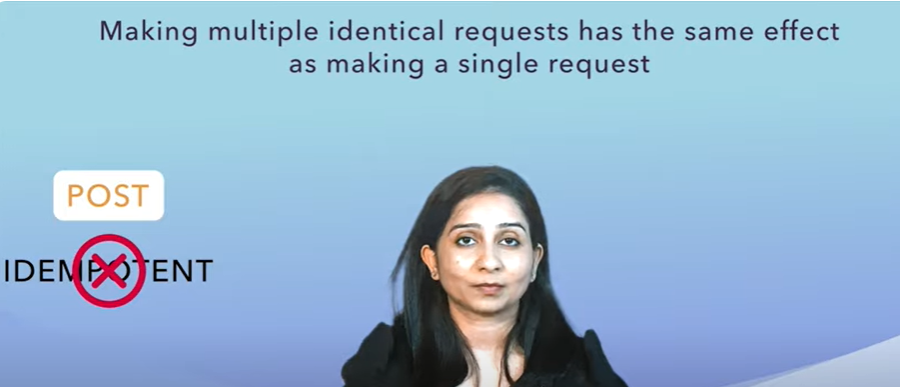 Making multiple identical requests has the same effect
as making a single request
POST
IDEMPOTENT